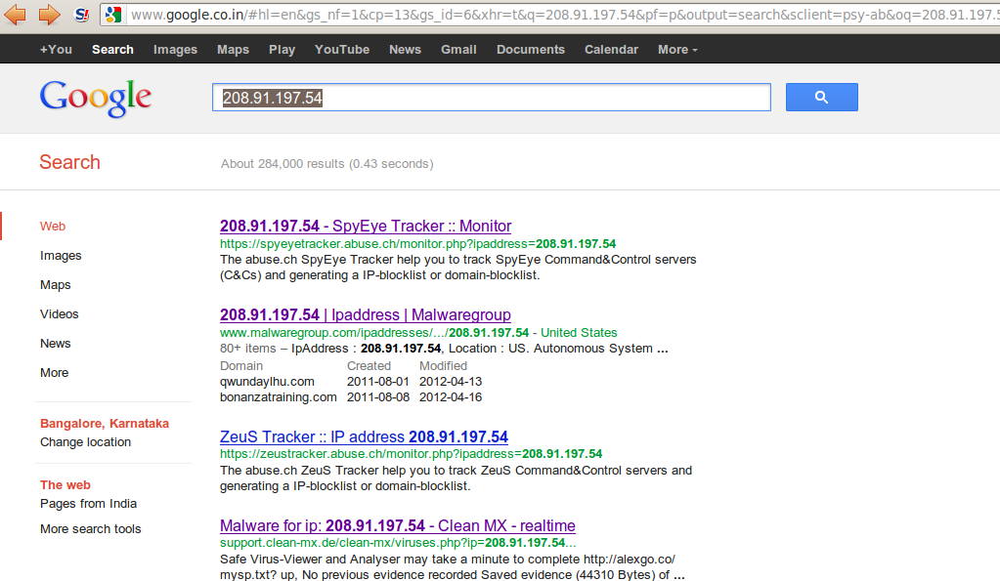 www.google.co.in/#hl=en&gs_nf=1&cp=13&gs_id=6&xhr=t&q=208.91.197.54&pf=p&output=search&sclient=psy-ab&oq=208.91.197.5
+You Search Images Maps Play YouTube News Gmail Documents Calendar More
Google 208.91.197.54
Search About 284,000 results (0.43 seconds)
Web
Images
Maps
Videos
News
More
Bangalore, Karnataka
Change location
The web
Pages from India
More search tools
208.91.197.54 - SpyEye Tracker :: Monitor
https://spyeyetracker.abuse.ch/monitor.php?ipaddress=208.91.197.54
The abuse.ch SpyEye Tracker help you to track SpyEye Command&Control servers
(C&Cs) and generating a IP-blocklist or domain-blocklist.
208.91.197.54 | Ipaddress | Malwaregroup
www.malwaregroup.com/ipaddresses/.../208.91.197.54 - United States
80+ items – IpAddress : 208.91.197.54, Location : US. Autonomous System ...
Domain Created Modified
qwundaylhu.com 2011-08-01 2012-04-13
bonanzatraining.com 2011-08-08 2012-04-16
ZeuS Tracker :: IP address 208.91.197.54
https://zeustracker.abuse.ch/monitor.php?ipaddress=208.91.197.54
The abuse.ch ZeuS Tracker help you to track ZeuS Command&Control servers and
generating a IP-blocklist or domain-blocklist.
Malware for ip: 208.91.197.54 - Clean MX - realtime
support.clean-mx.de/clean-mx/viruses.php?ip=208.91.197.54...
Safe Virus-Viewer and Analyser may take a minute to complete http://alexgo.co/
mysp.txt? up, No previous evidence recorded Saved evidence (44310 Bytes) of ...